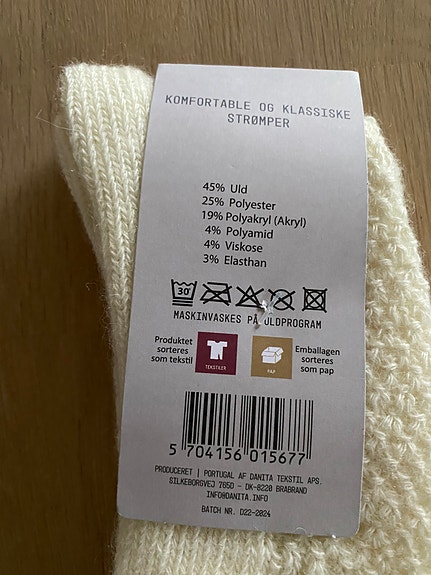 KOMFORTABLE OG KLASSISKE
STRØMPER
45% Uld
25% Polyester
19% Polyakryl (Akryl)
4% Polyamid
4% Viskose
3% Elasthan
30
MASKINVASKES PÅ ULDPROGRAM
Produktet
sorteres
som tekstil
TEKSTILER
PAP
Emballagen
sorteres
som pap
5 704156 015677
PRODUCERET I PORTUGAL AF DANITA TEKSTIL APS.
SILKEBORGVEJ 765D - DK-8220 BRABRAND
INFO@DANITA.INFO
BATCH NR. D22-2024